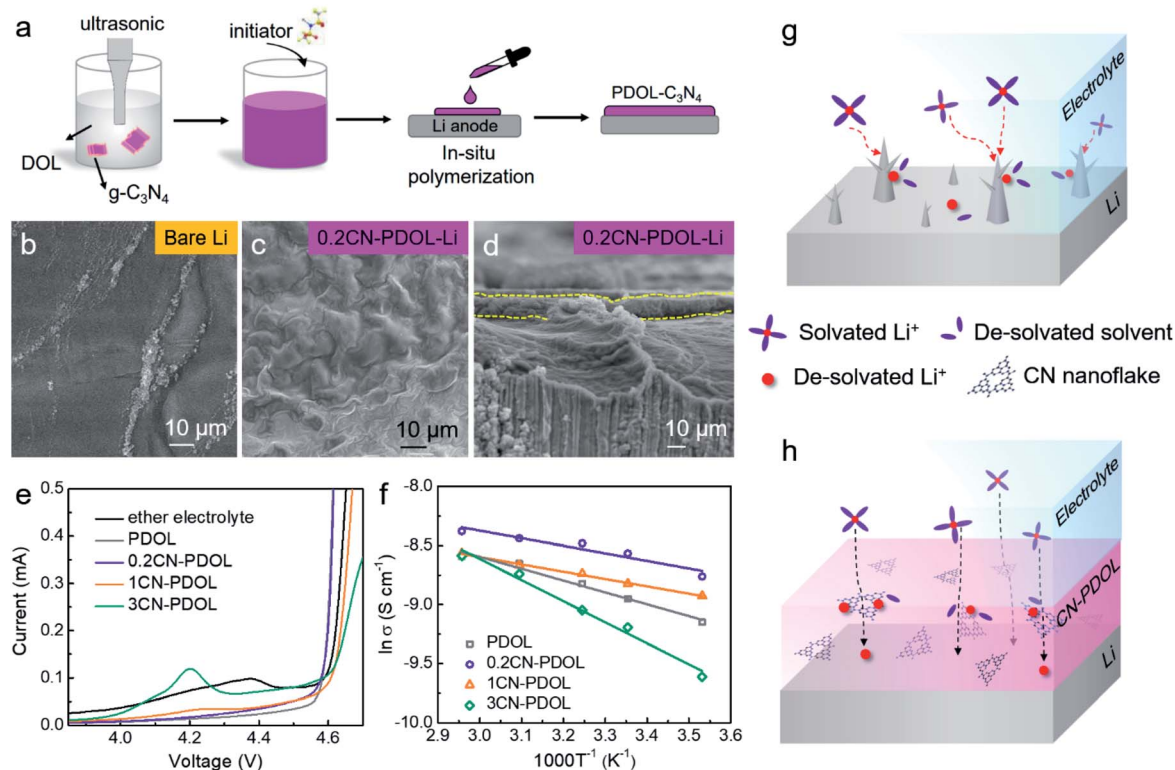 a
ultrasonic
initiator
DOL
g-C₃N₄
Li anode
In-situ
polymerization
PDOL-C₃N₄
b
Bare Li
10 µm
c
0.2CN-PDOL-Li
10 µm
d
0.2CN-PDOL-Li
10 µm
e
Current (mA)
0.5
0.4
0.3
0.2
0.1
0.0
ether electrolyte
PDOL
0.2CN-PDOL
1CN-PDOL
3CN-PDOL
4.0 4.2 4.4 4.6
Voltage (V)
f
ln σ (S cm⁻¹)
-8.0
-8.5
-9.0
-9.5
-10.0
PDOL
0.2CN-PDOL
1CN-PDOL
3CN-PDOL
2.9 3.0 3.1 3.2 3.3 3.4 3.5 3.6
1000T⁻¹ (K⁻¹)
g
Electrolyte
Li
Solvated Li⁺
De-solvated solvent
De-solvated Li⁺
CN nanoflake
h
Electrolyte
CN-PDOL
Li